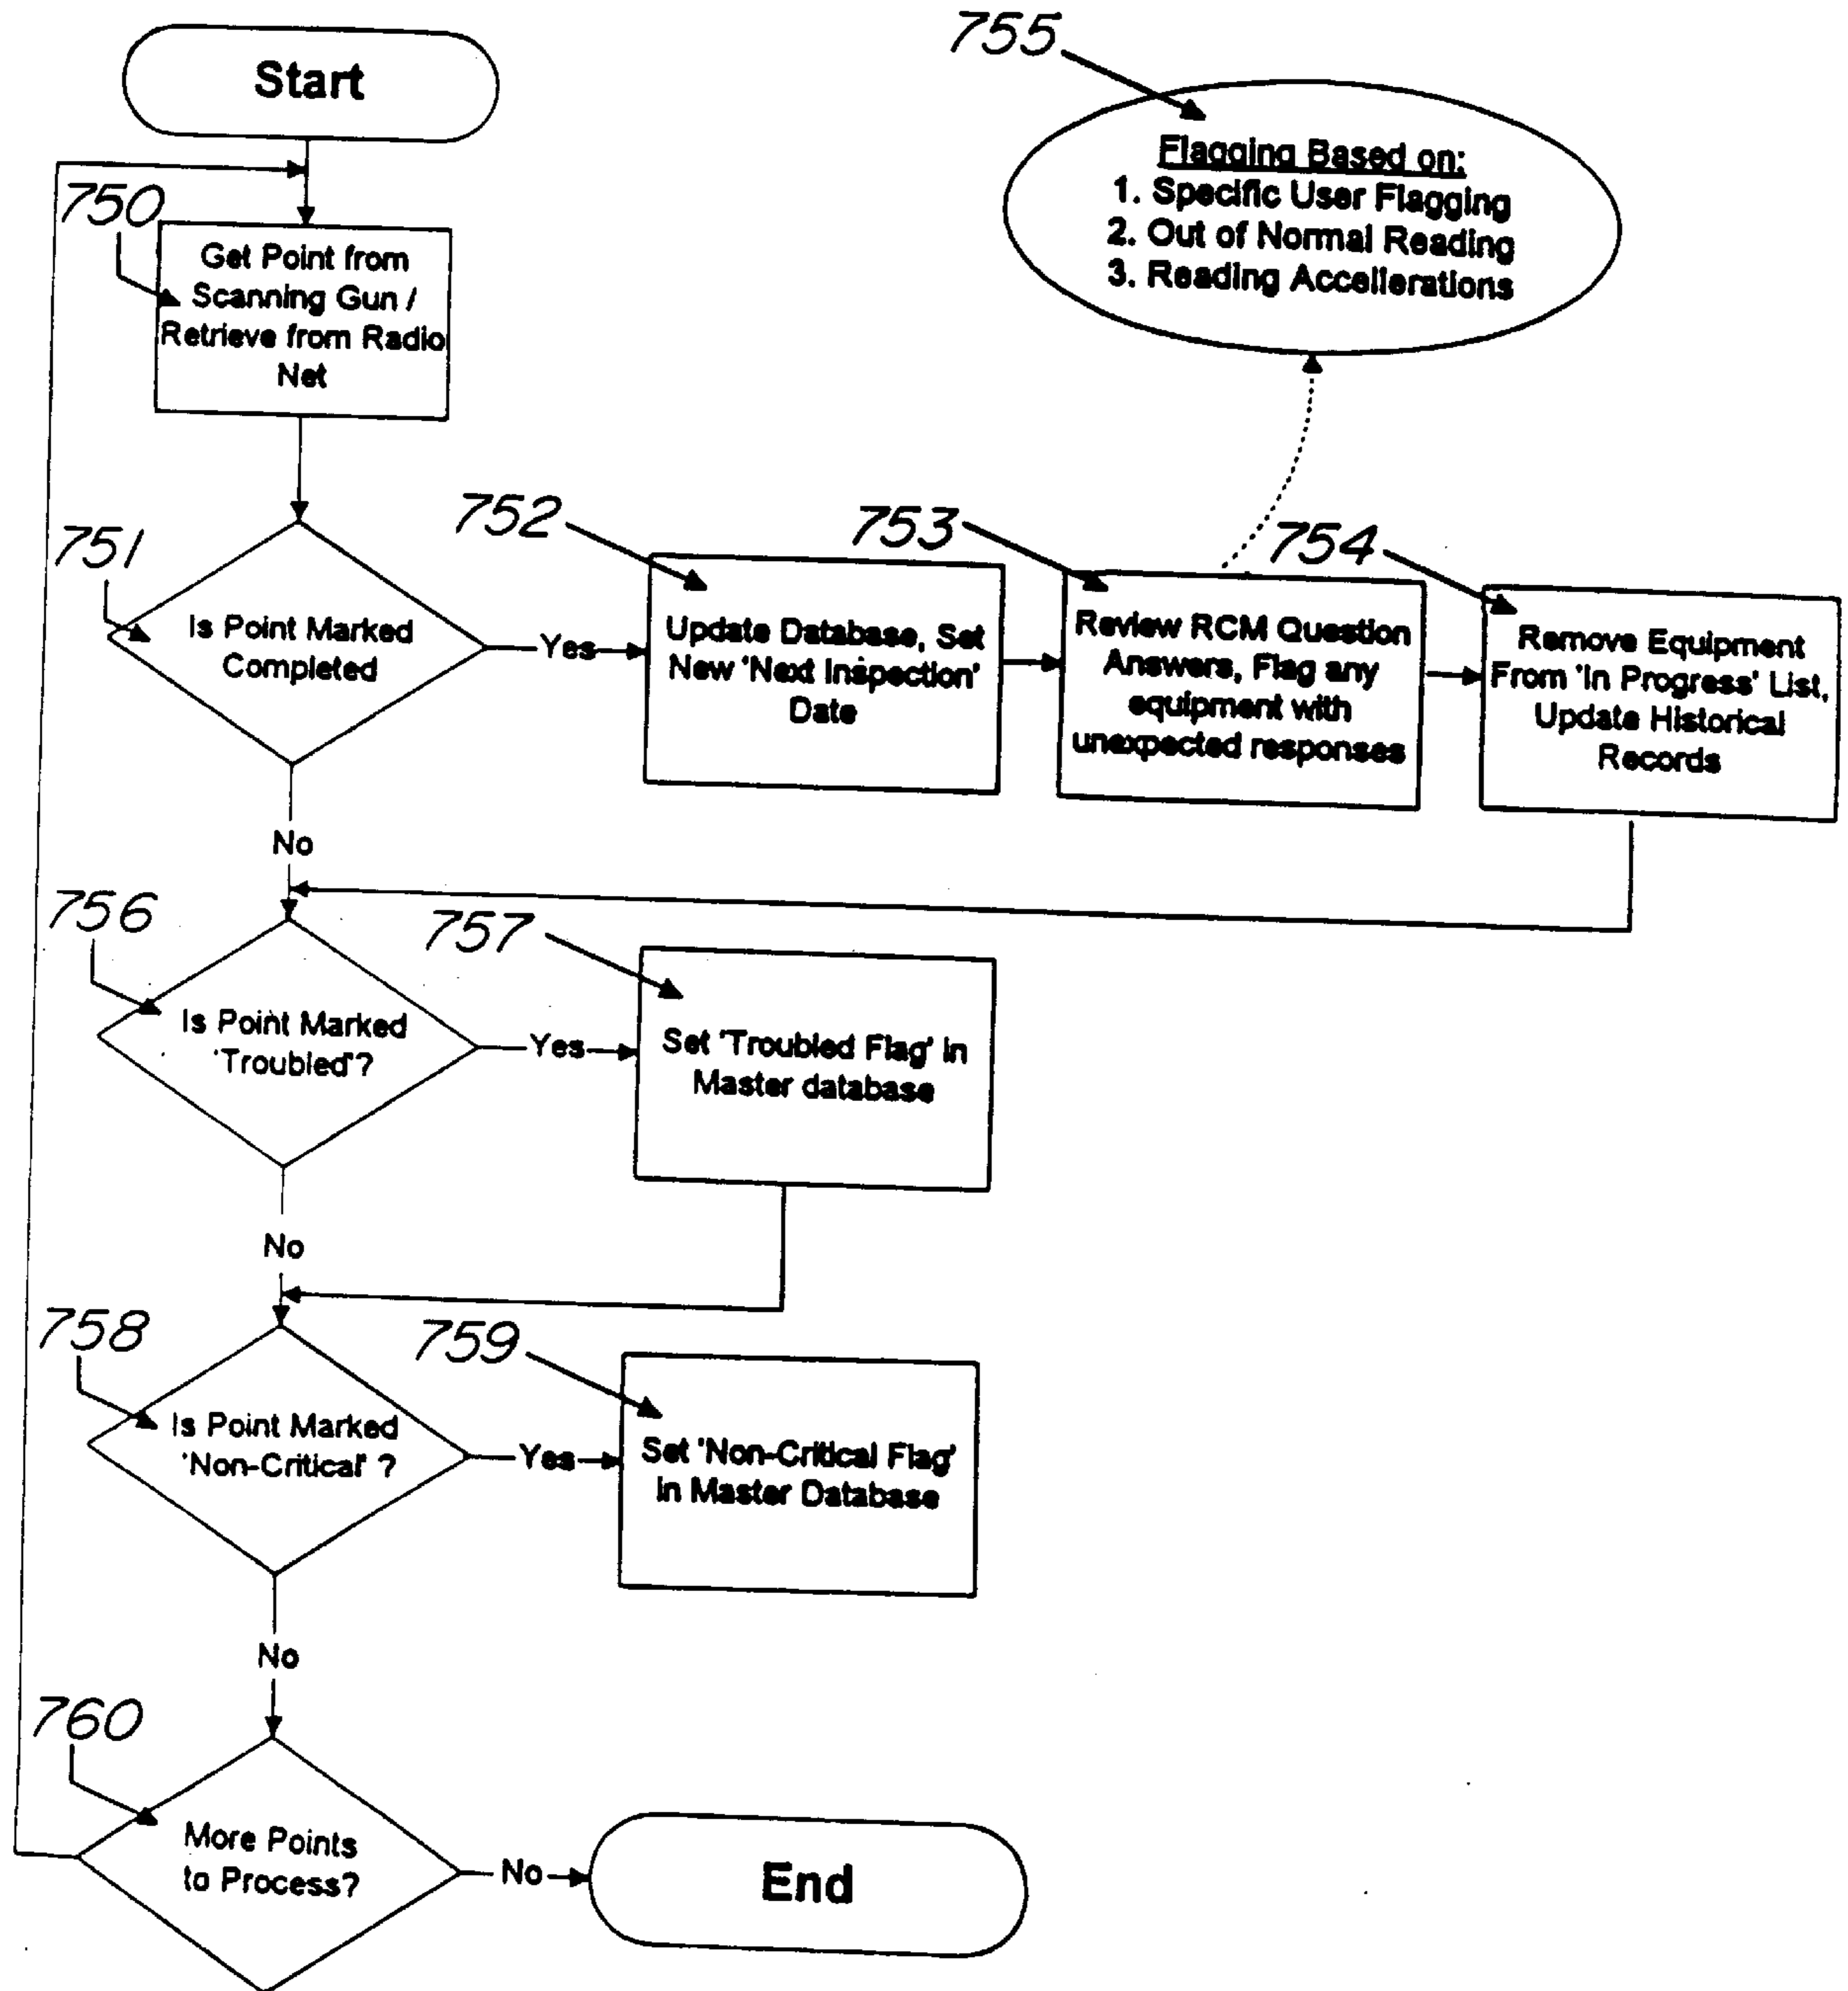 Start
755
Flagging Based on:
1. Specific User Flagging
2. Out of Normal Reading
3. Reading Accellerations
750
Get Point from
Scanning Gun /
Retrieve from Radio
Net
751
Is Point Marked
Completed
Yes
752
Update Database, Set
New 'Next Inspection'
Date
753
Review RCM Question
Answers, Flag any
equipment with
unexpected responses
754
Remove Equipment
From 'In Progress' List,
Update Historical
Records
No
756
Is Point Marked
'Troubled'?
Yes
757
Set 'Troubled Flag' in
Master database
No
758
Is Point Marked
'Non-Critical' ?
Yes
759
Set 'Non-Critical Flag'
in Master Database
No
760
More Points
to Process?
No
End